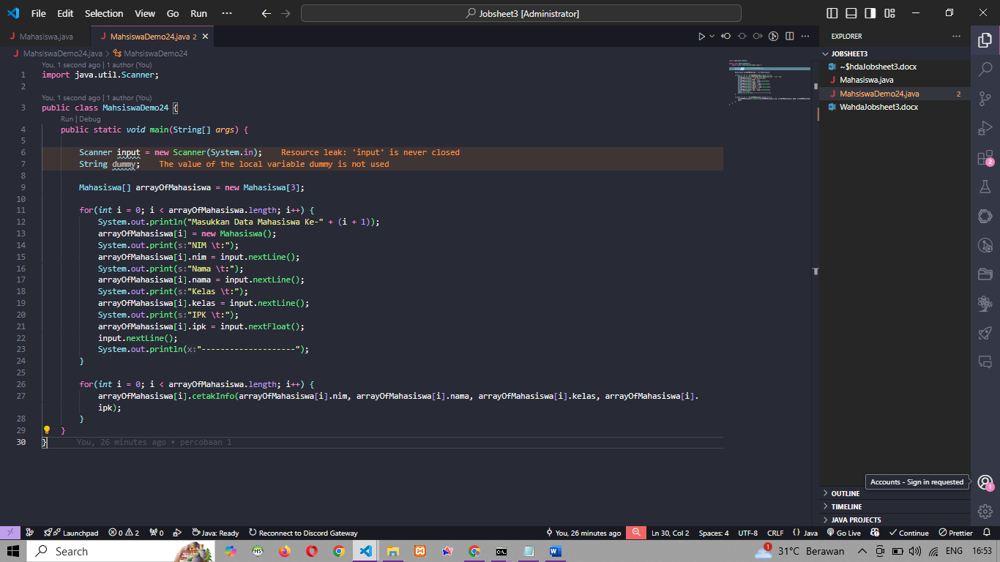 File Edit Selection View Go Run ··· Jobsheet3 [Administrator]
Mahasiswa.java MahsiswaDemo24.java 2
MahsiswaDemo24.java > MahsiswaDemo24
You, 1 second ago | 1 author (You)
1 import java.util.Scanner;
2
You, 1 second ago | 1 author (You)
3 public class MahsiswaDemo24 {
Run | Debug
4 public static void main(String[] args) {
5
6 Scanner input = new Scanner(System.in); Resource leak: 'input' is never closed
7 String dummy; The value of the local variable dummy is not used
8
9 Mahasiswa[] arrayOfMahasiswa = new Mahasiswa[3];
10
11 for(int i = 0; i < arrayOfMahasiswa.length; i++) {
12 System.out.println("Masukkan Data Mahasiswa Ke-" + (i + 1));
13 arrayOfMahasiswa[i] = new Mahasiswa();
14 System.out.print(s:"NIM \t:");
15 arrayOfMahasiswa[i].nim = input.nextLine();
16 System.out.print(s:"Nama \t:");
17 arrayOfMahasiswa[i].nama = input.nextLine();
18 System.out.print(s:"Kelas \t:");
19 arrayOfMahasiswa[i].kelas = input.nextLine();
20 System.out.print(s:"IPK \t:");
21 arrayOfMahasiswa[i].ipk = input.nextFloat();
22 input.nextLine();
23 System.out.println(x:"--------------------");
24 }
25
26 for(int i = 0; i < arrayOfMahasiswa.length; i++) {
27 arrayOfMahasiswa[i].cetakInfo(arrayOfMahasiswa[i].nim, arrayOfMahasiswa[i].nama, arrayOfMahasiswa[i].kelas, arrayOfMahasiswa[i].
ipk);
28 }
29 }
30 } You, 26 minutes ago • percobaan 1
EXPLORER ···
JOBSHEET3
~$hdaJobsheet3.docx
Mahasiswa.java
MahsiswaDemo24.java 2
WahdaJobsheet3.docx
2
Accounts - Sign in requested
1
OUTLINE
TIMELINE
JAVA PROJECTS
Launchpad 0 2 0 Java: Ready Reconnect to Discord Gateway You, 26 minutes ago Ln 30, Col 2 Spaces: 4 UTF-8 CRLF {} Java Go Live Continue Prettier
Search 1 31°C Berawan ENG 16:53